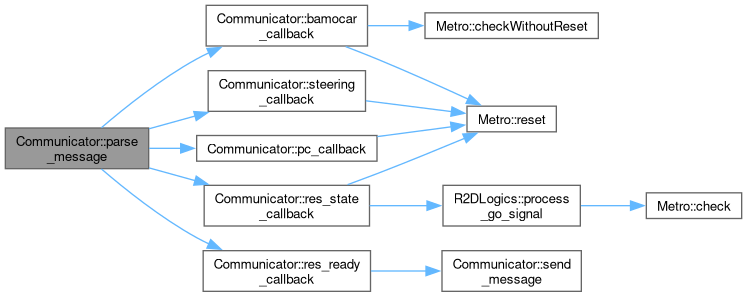 Communicator::parse
_message
Communicator::bamocar
_callback
Communicator::steering
_callback
Communicator::pc_callback
Communicator::res_state
_callback
Communicator::res_ready
_callback
Metro::checkWithoutReset
Metro::reset
R2DLogics::process
_go_signal
Communicator::send
_message
Metro::check